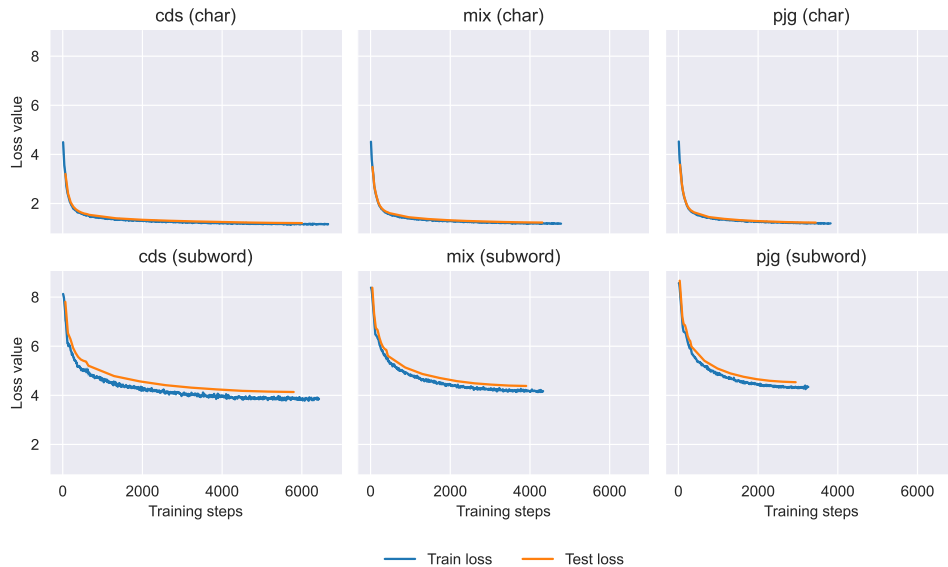 cds (char) mix (char) pjg (char)
8
6
4
2
Loss value
cds (subword) mix (subword) pjg (subword)
8
6
4
2
Loss value
0 2000 4000 6000 0 2000 4000 6000 0 2000 4000 6000
Training steps Training steps Training steps
Train loss Test loss